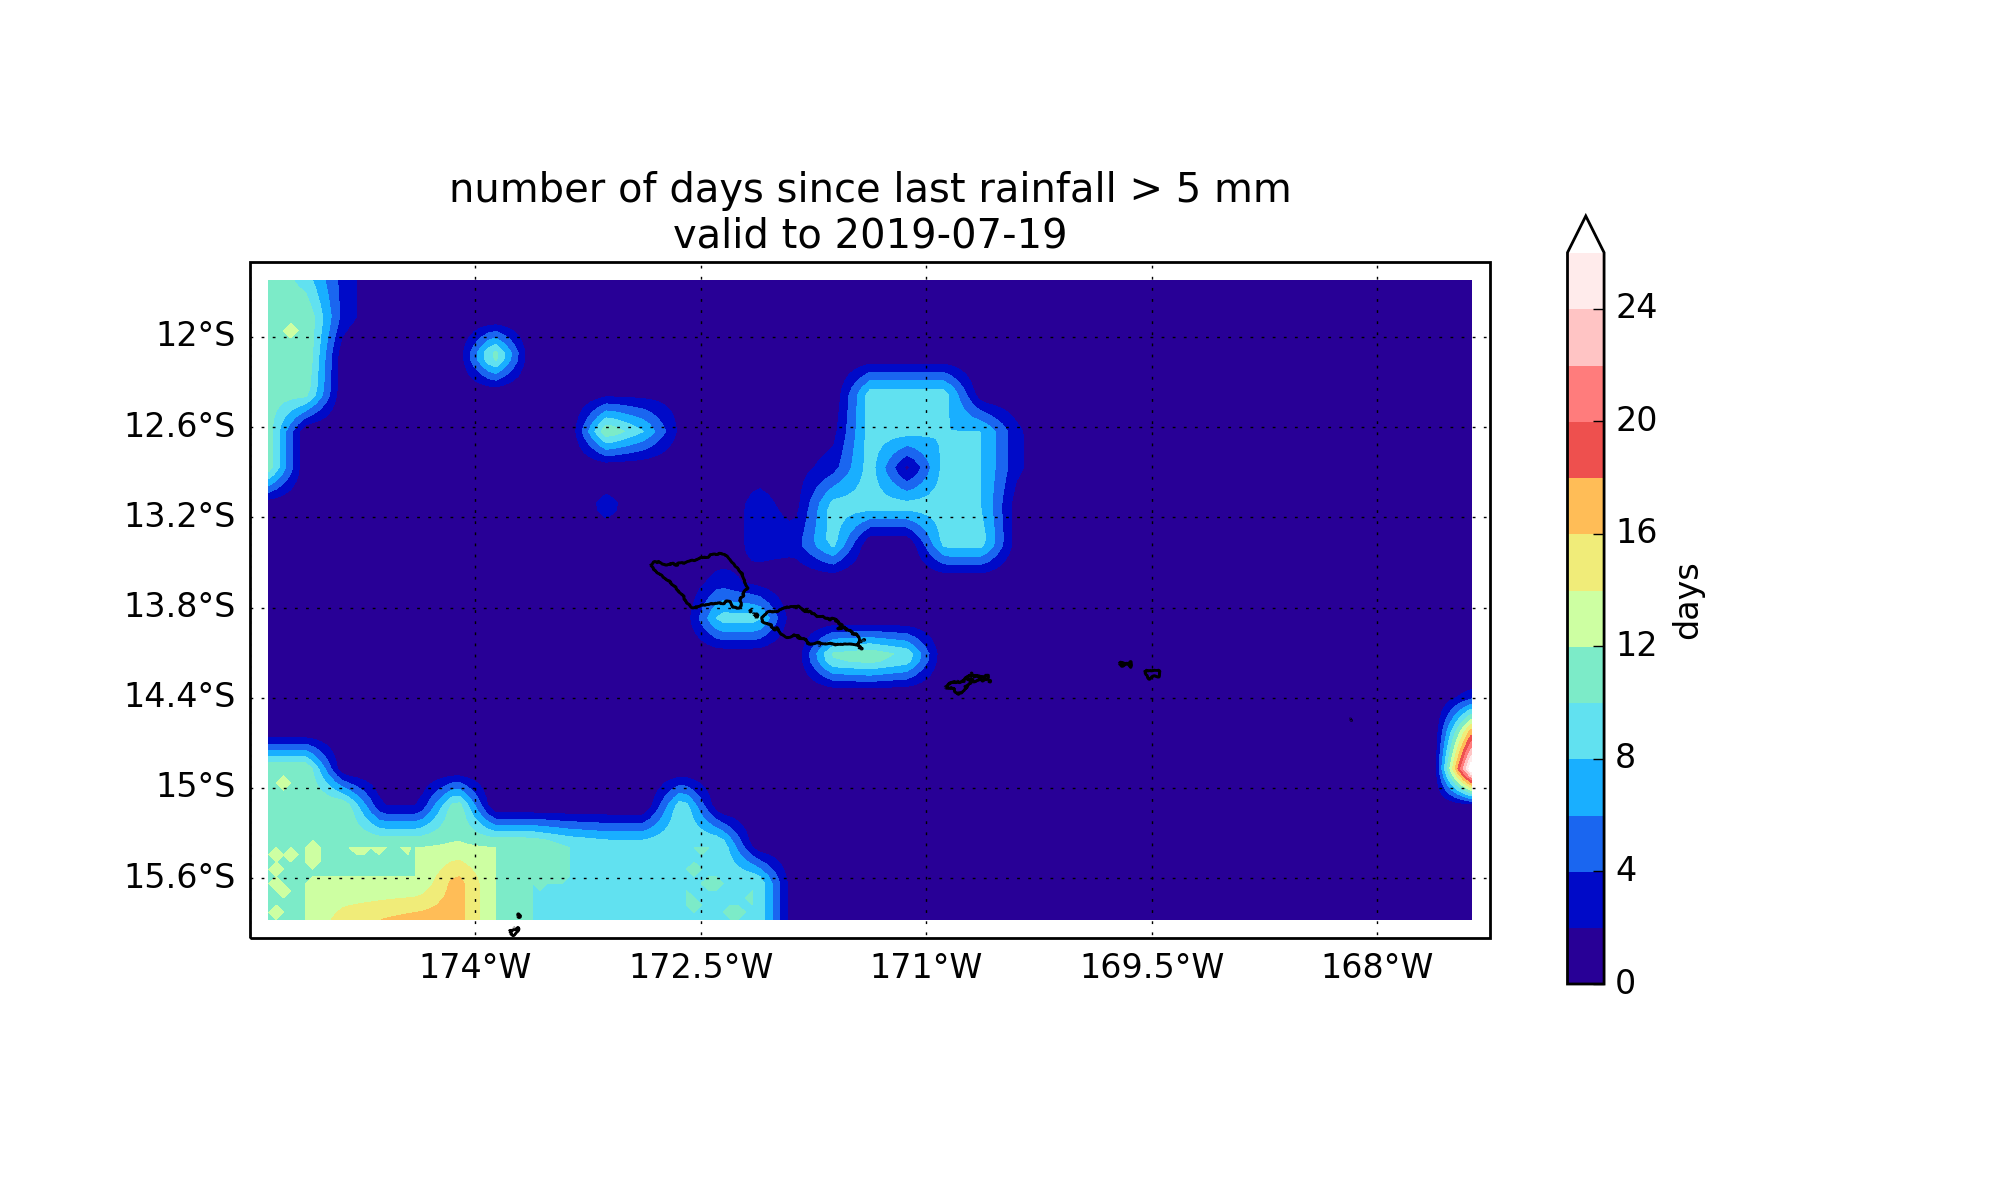 number of days since last rainfall > 5 mm
valid to 2019-07-19
12°S
12.6°S
13.2°S
13.8°S
14.4°S
15°S
15.6°S
174°W 172.5°W 171°W 169.5°W 168°W
24
20
16
12
8
4
0
days